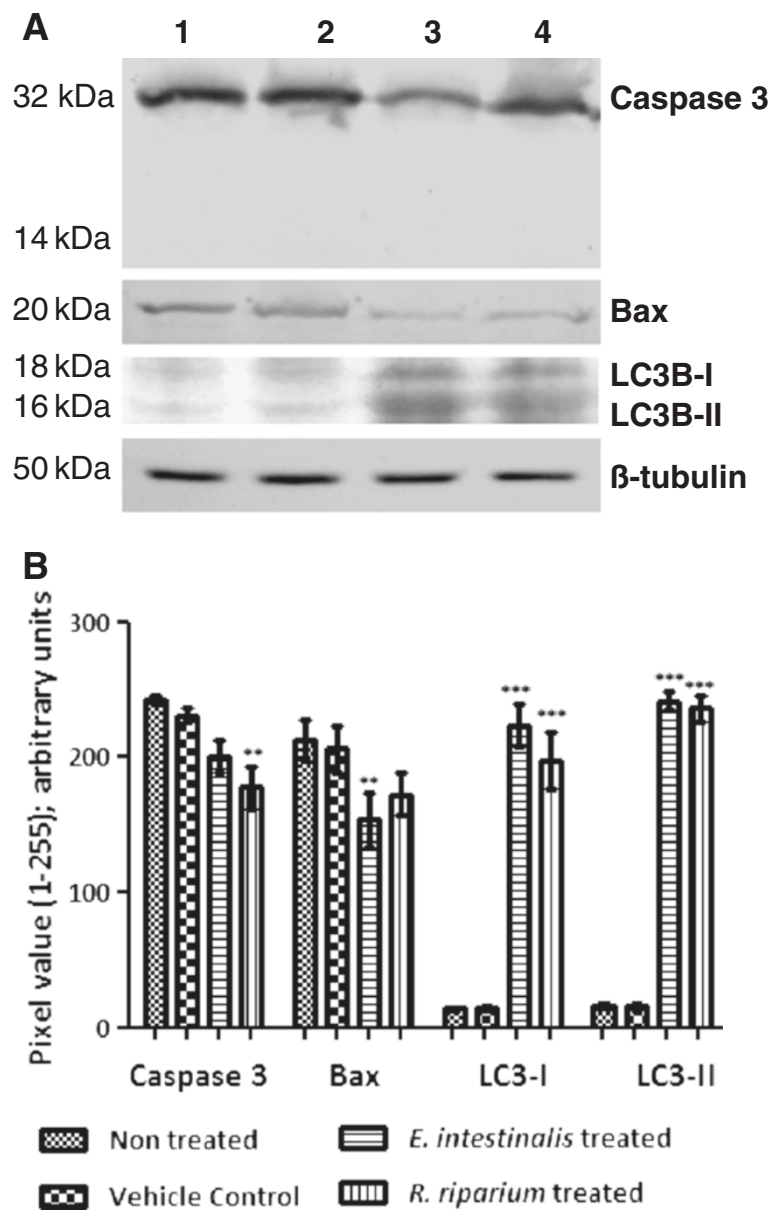 A
1 2 3 4
32 kDa Caspase 3
14 kDa
20 kDa Bax
18 kDa LC3B-I
16 kDa LC3B-II
50 kDa ß-tubulin
B
Pixel value (1-255); arbitrary units
300
200
100
0
**
**
***
***
***
***
Caspase 3 Bax LC3-I LC3-II
Non treated E. intestinalis treated
Vehicle Control R. riparium treated